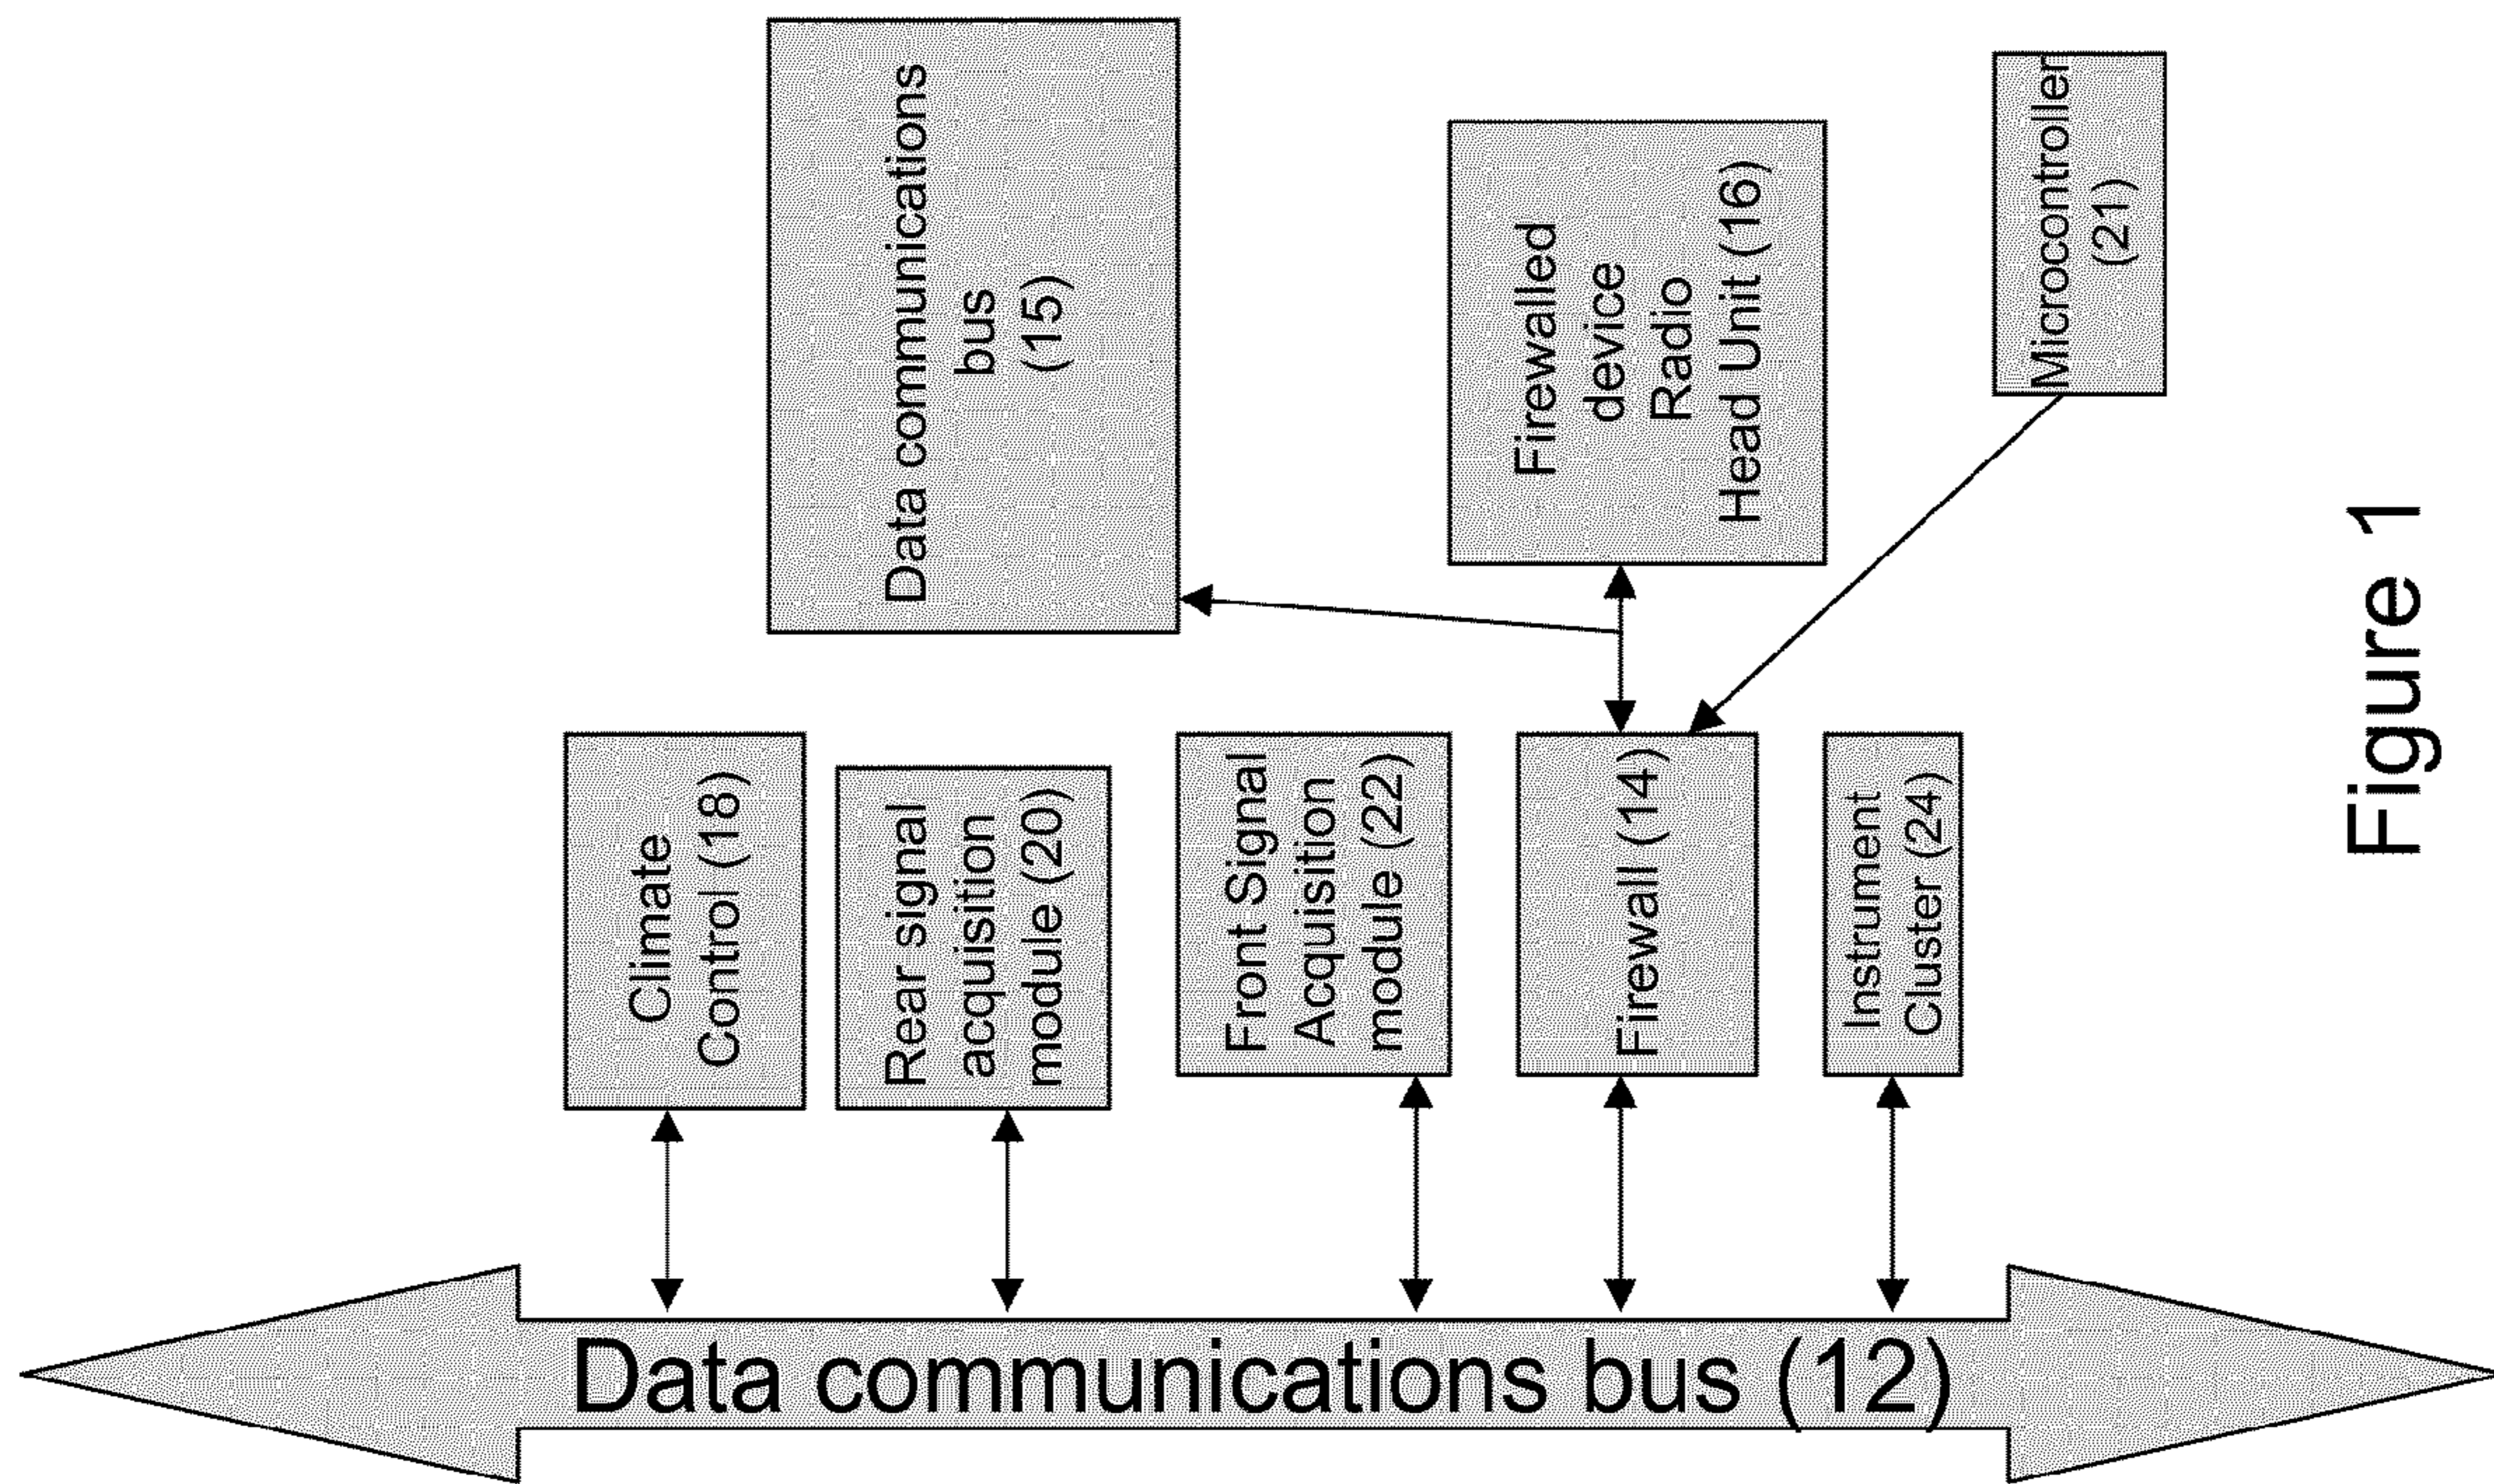 Data communications
bus
(15)
Firewalled
device
Radio
Head Unit (16)
Microcontroller
(21)
Climate
Control (18)
Rear signal
acquisition
module (20)
Front Signal
Acquisition
module (22)
Firewall (14)
Instrument
Cluster (24)
Data communications bus (12)
Figure 1